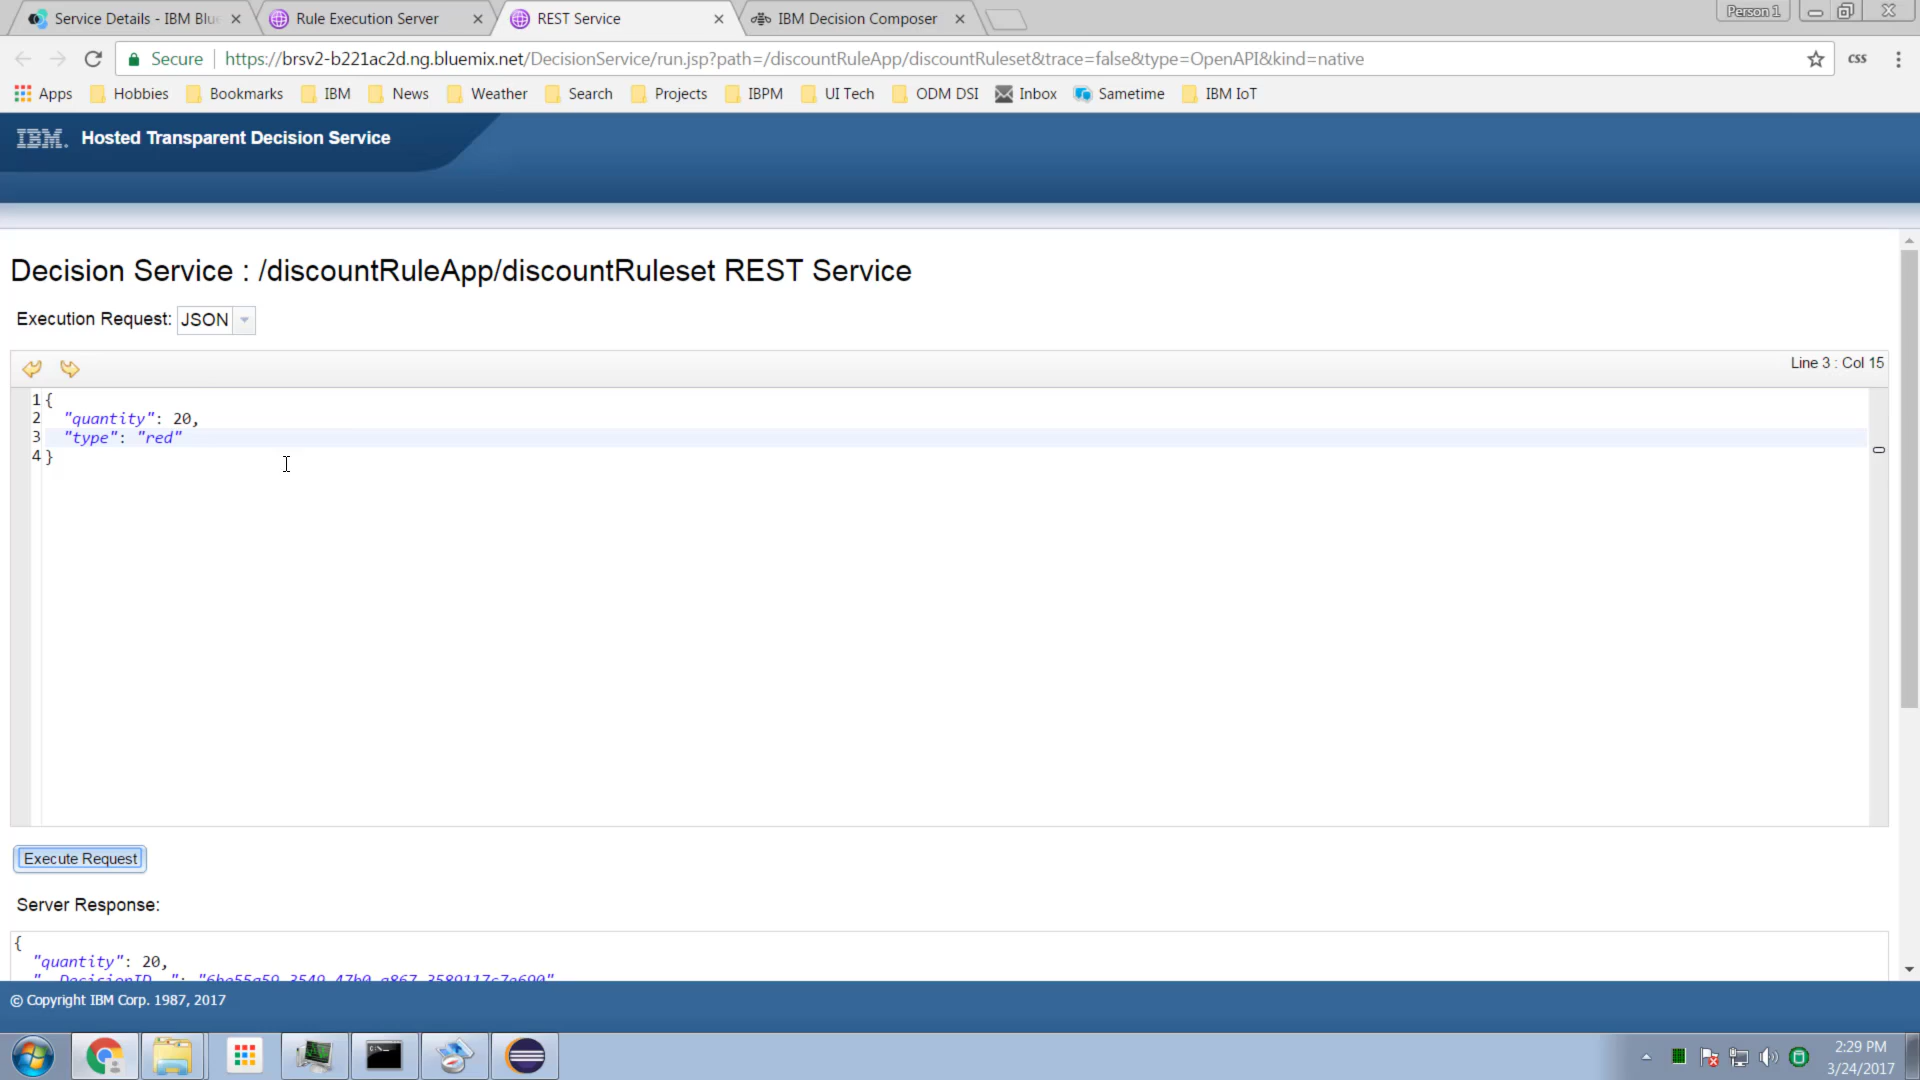 Service Details - IBM Blu
Rule Execution Server
REST Service
IBM Decision Composer
Person 1
Secure
https://brsv2-b221ac2d.ng.bluemix.net/DecisionService/run.jsp?path=/discountRuleApp/discountRuleset&trace=false&type=OpenAPI&kind=native
css
Apps
Hobbies
Bookmarks
IBM
News
Weather
Search
Projects
IBPM
UI Tech
ODM DSI
Inbox
Sametime
IBM IoT
IBM. Hosted Transparent Decision Service
Decision Service : /discountRuleApp/discountRuleset REST Service
Execution Request: JSON
Line 3 : Col 15
1 {
2 "quantity": 20,
3 "type": "red"
4 }
Execute Request
Server Response:
{
"quantity": 20,
© Copyright IBM Corp. 1987, 2017
2:29 PM
3/24/2017